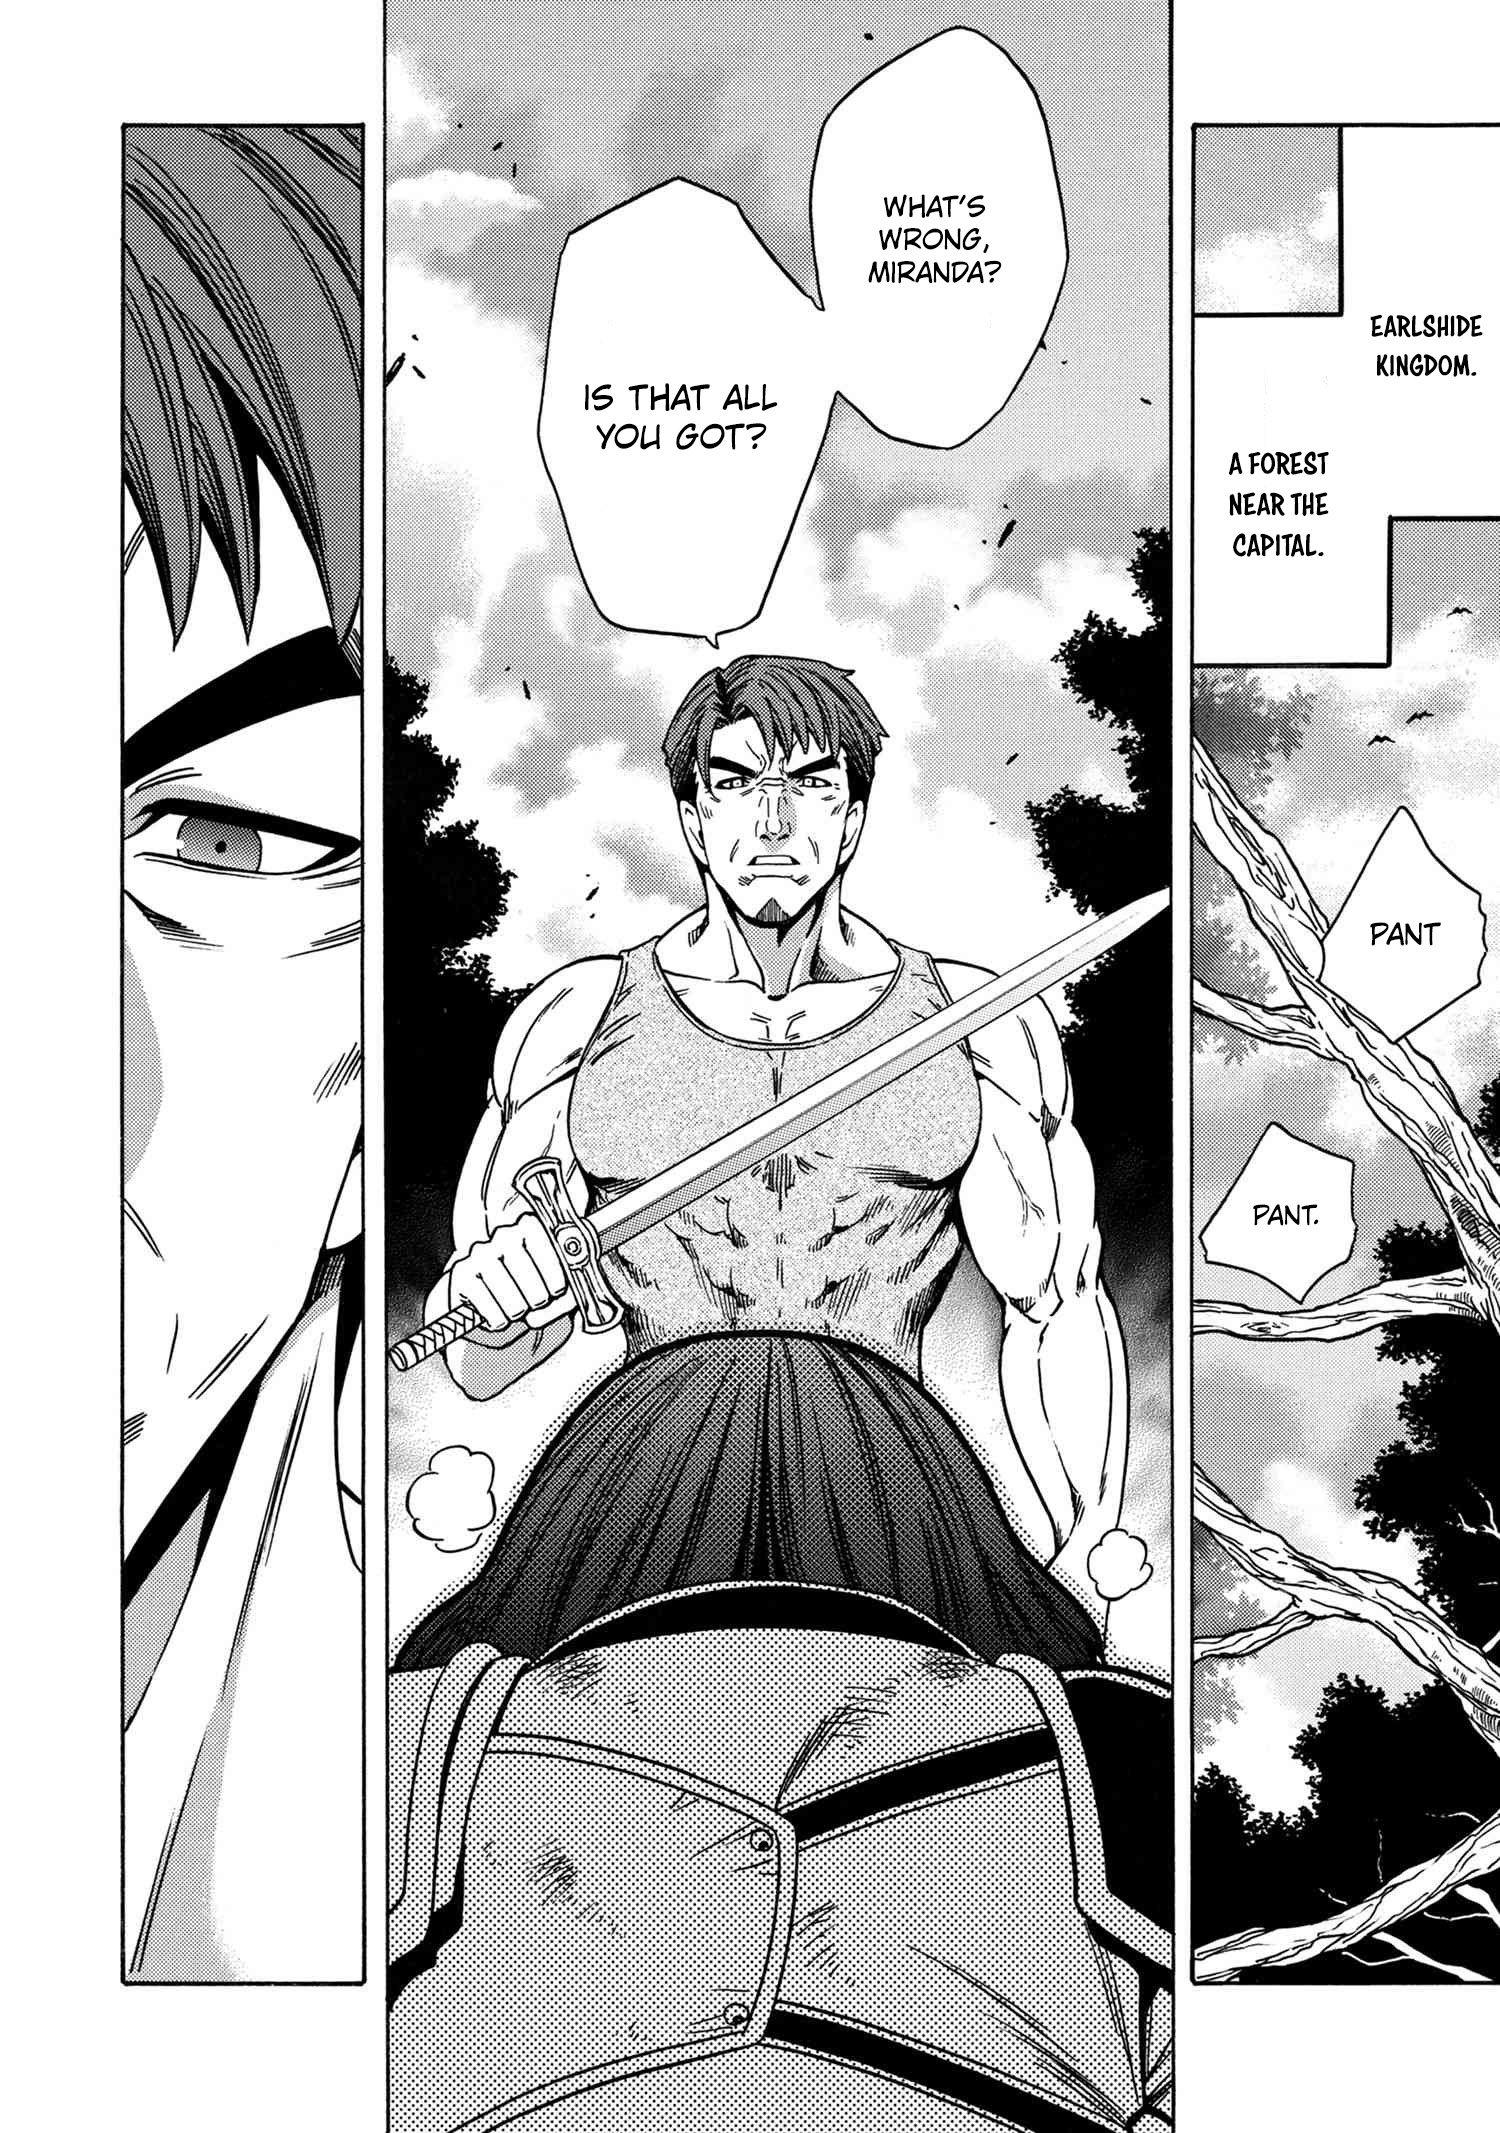 EARLSHIDE
KINGDOM.
A FOREST
NEAR THE
CAPITAL.
PANT
PANT.
WHAT'S
WRONG,
MIRANDA?
IS THAT ALL
YOU GOT?